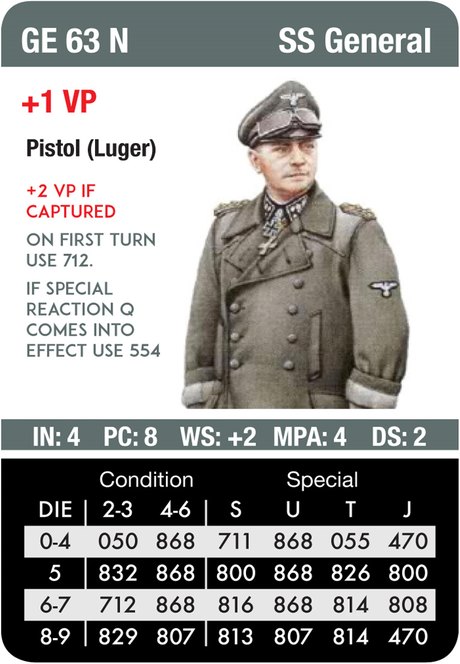 GE 63 N SS General
+1 VP
Pistol (Luger)
+2 VP IF
CAPTURED
ON FIRST TURN
USE 712.
IF SPECIAL
REACTION Q
COMES INTO
EFFECT USE 554
IN: 4 PC: 8 WS: +2 MPA: 4 DS: 2
Condition Special
DIE 2-3 4-6 S U T J
0-4 050 868 711 868 055 470
5 832 868 800 868 826 800
6-7 712 868 816 868 814 808
8-9 829 807 813 807 814 470